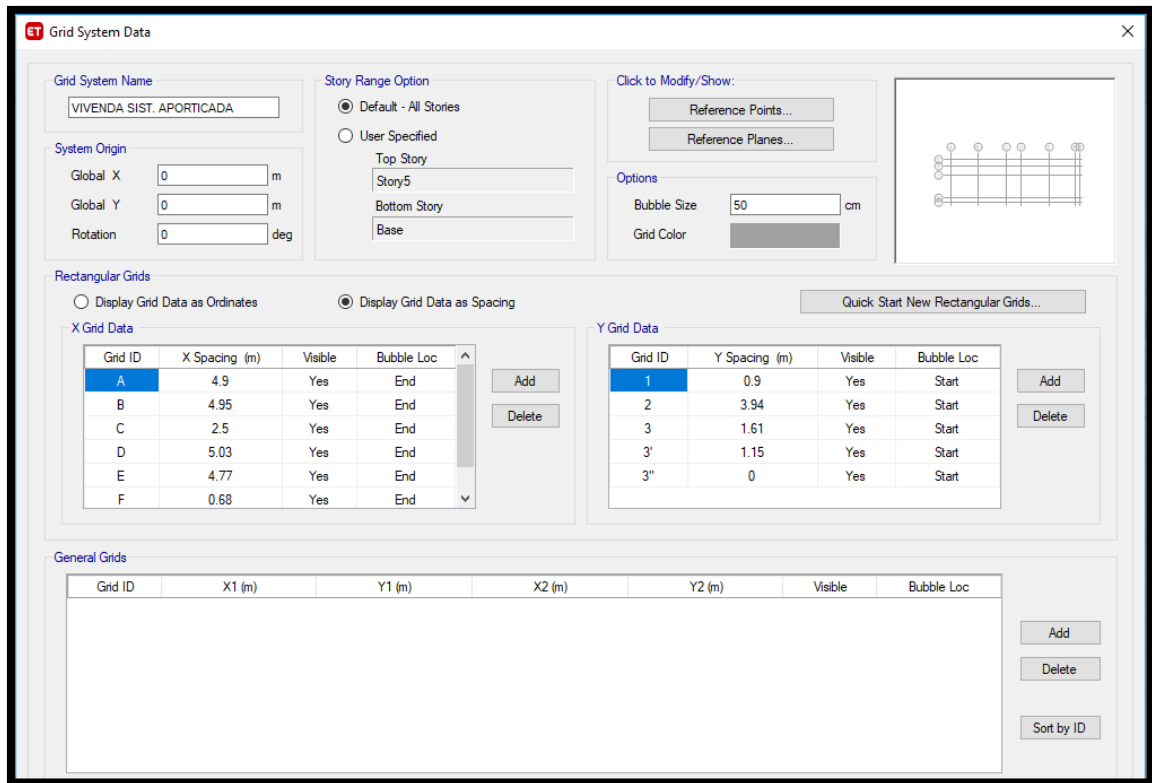 ET Grid System Data
Grid System Name
VIVENDA SIST. APORTICADA
System Origin
Global X 0 m
Global Y 0 m
Rotation 0 deg
Story Range Option
Default - All Stories
User Specified
Top Story
Story5
Bottom Story
Base
Click to Modify/Show:
Reference Points...
Reference Planes...
Options
Bubble Size 50 cm
Grid Color
Rectangular Grids
Display Grid Data as Ordinates
Display Grid Data as Spacing
Quick Start New Rectangular Grids...
X Grid Data
Grid ID X Spacing (m) Visible Bubble Loc
A 4.9 Yes End
B 4.95 Yes End
C 2.5 Yes End
D 5.03 Yes End
E 4.77 Yes End
F 0.68 Yes End
Add
Delete
Y Grid Data
Grid ID Y Spacing (m) Visible Bubble Loc
1 0.9 Yes Start
2 3.94 Yes Start
3 1.61 Yes Start
3' 1.15 Yes Start
3" 0 Yes Start
Add
Delete
General Grids
Grid ID X1 (m) Y1 (m) X2 (m) Y2 (m) Visible Bubble Loc
Add
Delete
Sort by ID